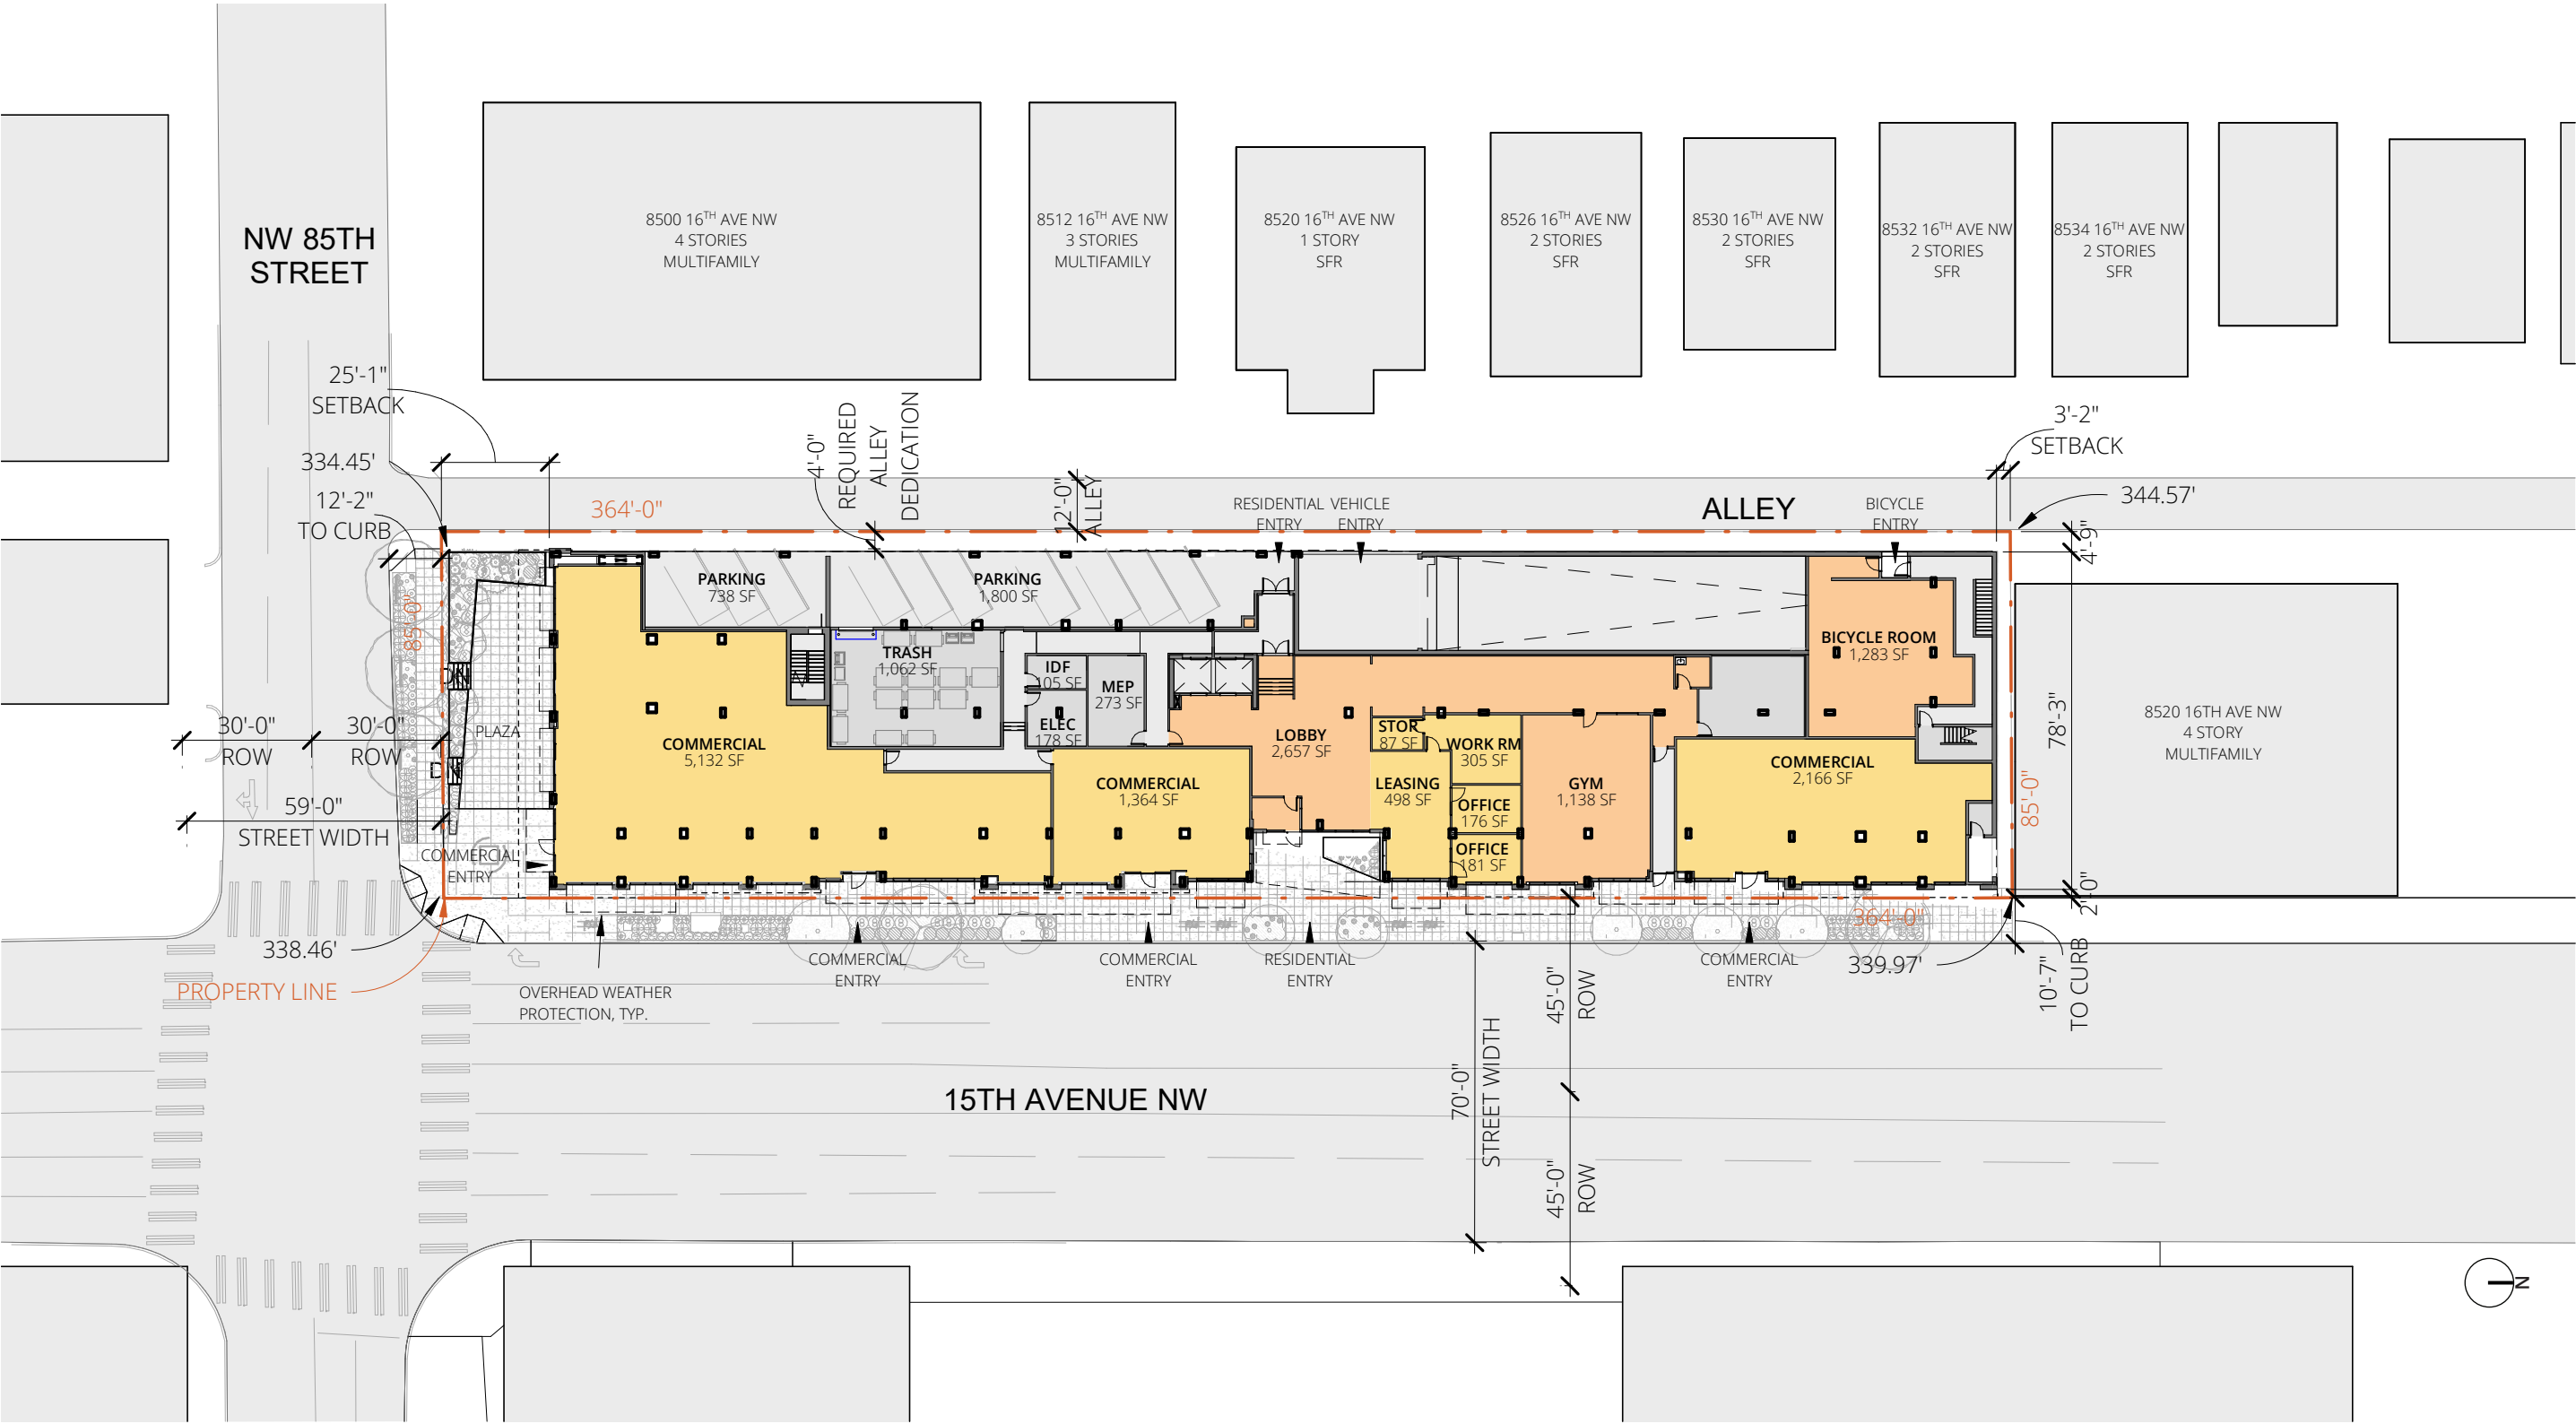 NW 85TH
STREET
8500 16TH AVE NW
4 STORIES
MULTIFAMILY
8512 16TH AVE NW
3 STORIES
MULTIFAMILY
8520 16TH AVE NW
1 STORY
SFR
8526 16TH AVE NW
2 STORIES
SFR
8530 16TH AVE NW
2 STORIES
SFR
8532 16TH AVE NW
2 STORIES
SFR
8534 16TH AVE NW
2 STORIES
SFR
25'-1"
SETBACK
334.45'
12'-2"
TO CURB
364'-0"
4'-0"
REQUIRED
ALLEY
DEDICATION
12'-0"
ALLEY
RESIDENTIAL
ENTRY
VEHICLE
ENTRY
ALLEY
BICYCLE
ENTRY
3'-2"
SETBACK
344.57'
4'-9"
85'-0"
PARKING
738 SF
PARKING
1,800 SF
TRASH
1,062 SF
IDF
105 SF
MEP
273 SF
ELEC
178 SF
BICYCLE ROOM
1,283 SF
78'-3"
8520 16TH AVE NW
4 STORY
MULTIFAMILY
30'-0"
ROW
30'-0"
ROW
DN
PLAZA
COMMERCIAL
5,132 SF
LOBBY
2,657 SF
STOR
87 SF
WORK RM
305 SF
COMMERCIAL
1,364 SF
LEASING
498 SF
GYM
1,138 SF
COMMERCIAL
2,166 SF
85'-0"
59'-0"
STREET WIDTH
OFFICE
176 SF
OFFICE
181 SF
COMMERCIAL
ENTRY
2'-0"
364'-0"
338.46'
PROPERTY LINE
OVERHEAD WEATHER
PROTECTION, TYP.
COMMERCIAL
ENTRY
COMMERCIAL
ENTRY
RESIDENTIAL
ENTRY
COMMERCIAL
ENTRY
339.97'
10'-7"
TO CURB
45'-0"
ROW
70'-0"
STREET WIDTH
15TH AVENUE NW
45'-0"
ROW
N